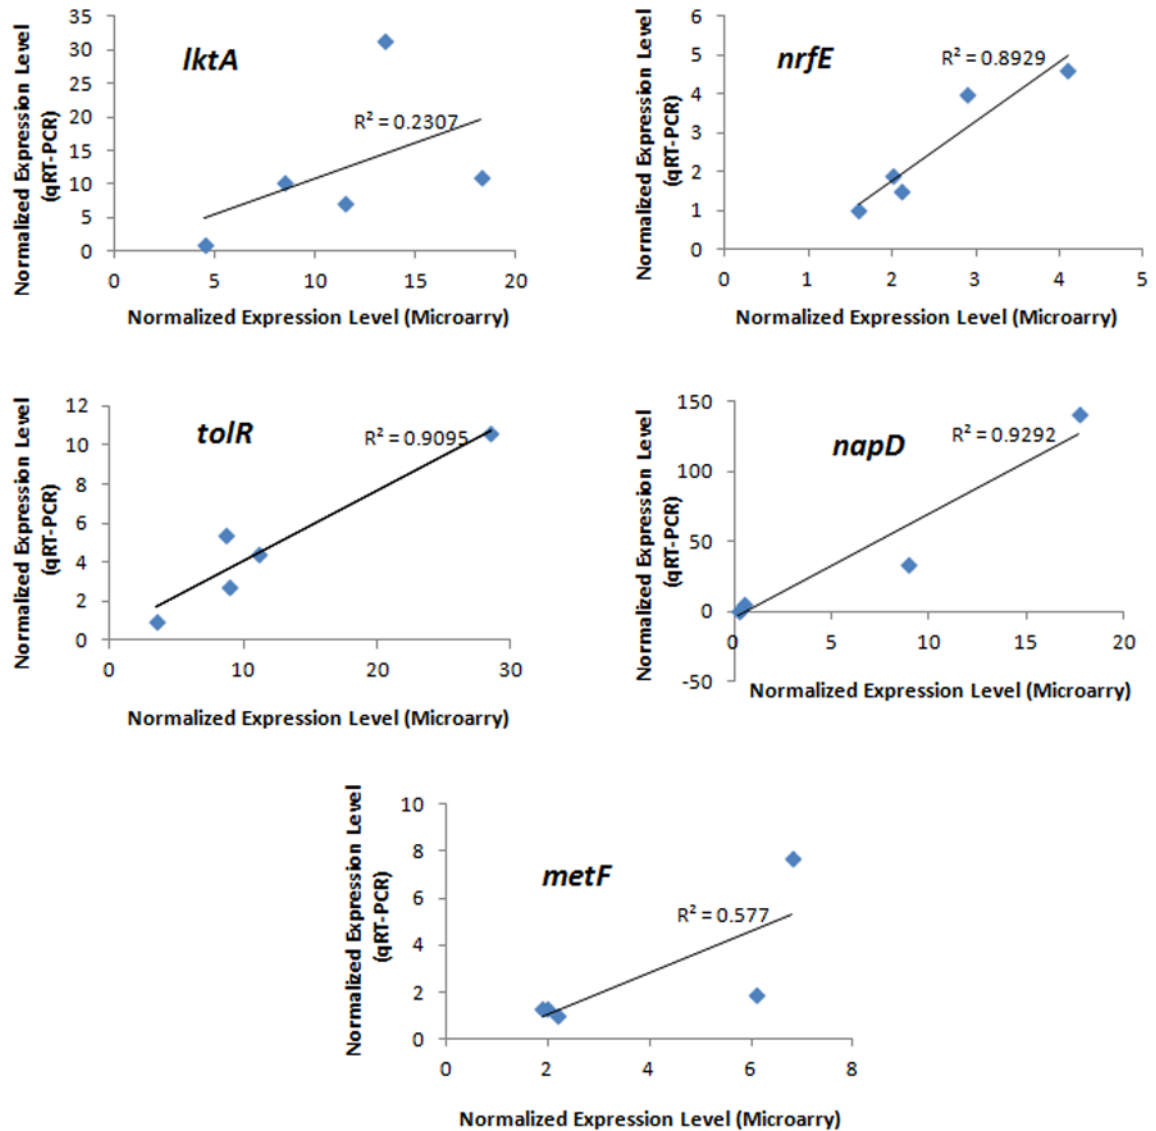 Normalized Expression Level
(qRT-PCR)
35
30
25
20
15
10
5
0
lktA
R² = 0.2307
0 5 10 15 20
Normalized Expression Level (Microarry)
Normalized Expression Level
(qRT-PCR)
6
5
4
3
2
1
0
nrfE
R² = 0.8929
0 1 2 3 4 5
Normalized Expression Level (Microarry)
Normalized Expression Level
(qRT-PCR)
12
10
8
6
4
2
0
tolR
R² = 0.9095
0 10 20 30
Normalized Expression Level (Microarry)
Normalized Expression Level
(qRT-PCR)
150
100
50
0
-50
napD
R² = 0.9292
0 5 10 15 20
Normalized Expression Level (Microarry)
Normalized Expression Level
(qRT-PCR)
10
8
6
4
2
0
metF
R² = 0.577
0 2 4 6 8
Normalized Expression Level (Microarry)